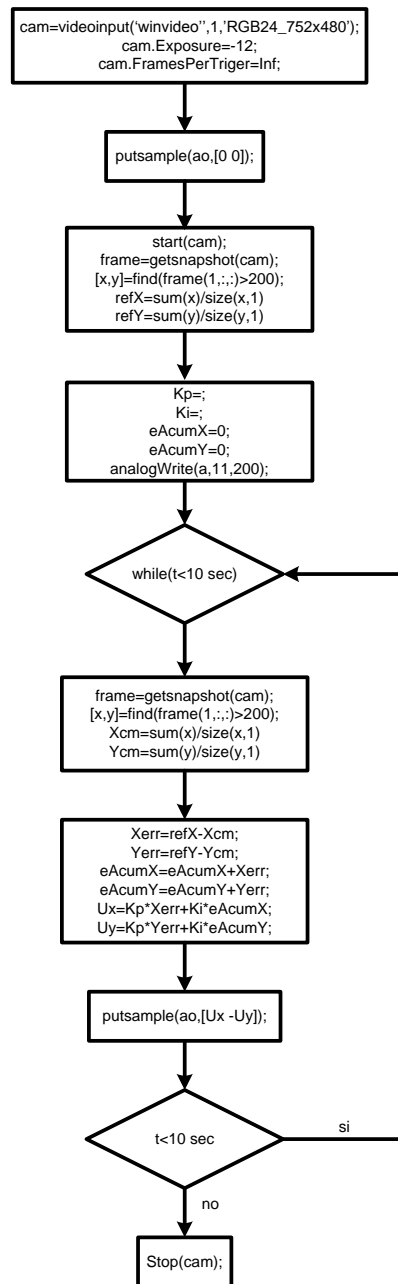 cam=videoinput(‘winvideo’',1,’RGB24_752x480’);
cam.Exposure=-12;
cam.FramesPerTriger=Inf;
putsample(ao,[0 0]);
start(cam);
frame=getsnapshot(cam);
[x,y]=find(frame(1,:,:)>200);
refX=sum(x)/size(x,1)
refY=sum(y)/size(y,1)
Kp=;
Ki=;
eAcumX=0;
eAcumY=0;
analogWrite(a,11,200);
while(t<10 sec)
frame=getsnapshot(cam);
[x,y]=find(frame(1,:,:)>200);
Xcm=sum(x)/size(x,1)
Ycm=sum(y)/size(y,1)
Xerr=refX-Xcm;
Yerr=refY-Ycm;
eAcumX=eAcumX+Xerr;
eAcumY=eAcumY+Yerr;
Ux=Kp*Xerr+Ki*eAcumX;
Uy=Kp*Yerr+Ki*eAcumY;
putsample(ao,[Ux -Uy]);
t<10 sec
si
no
Stop(cam);